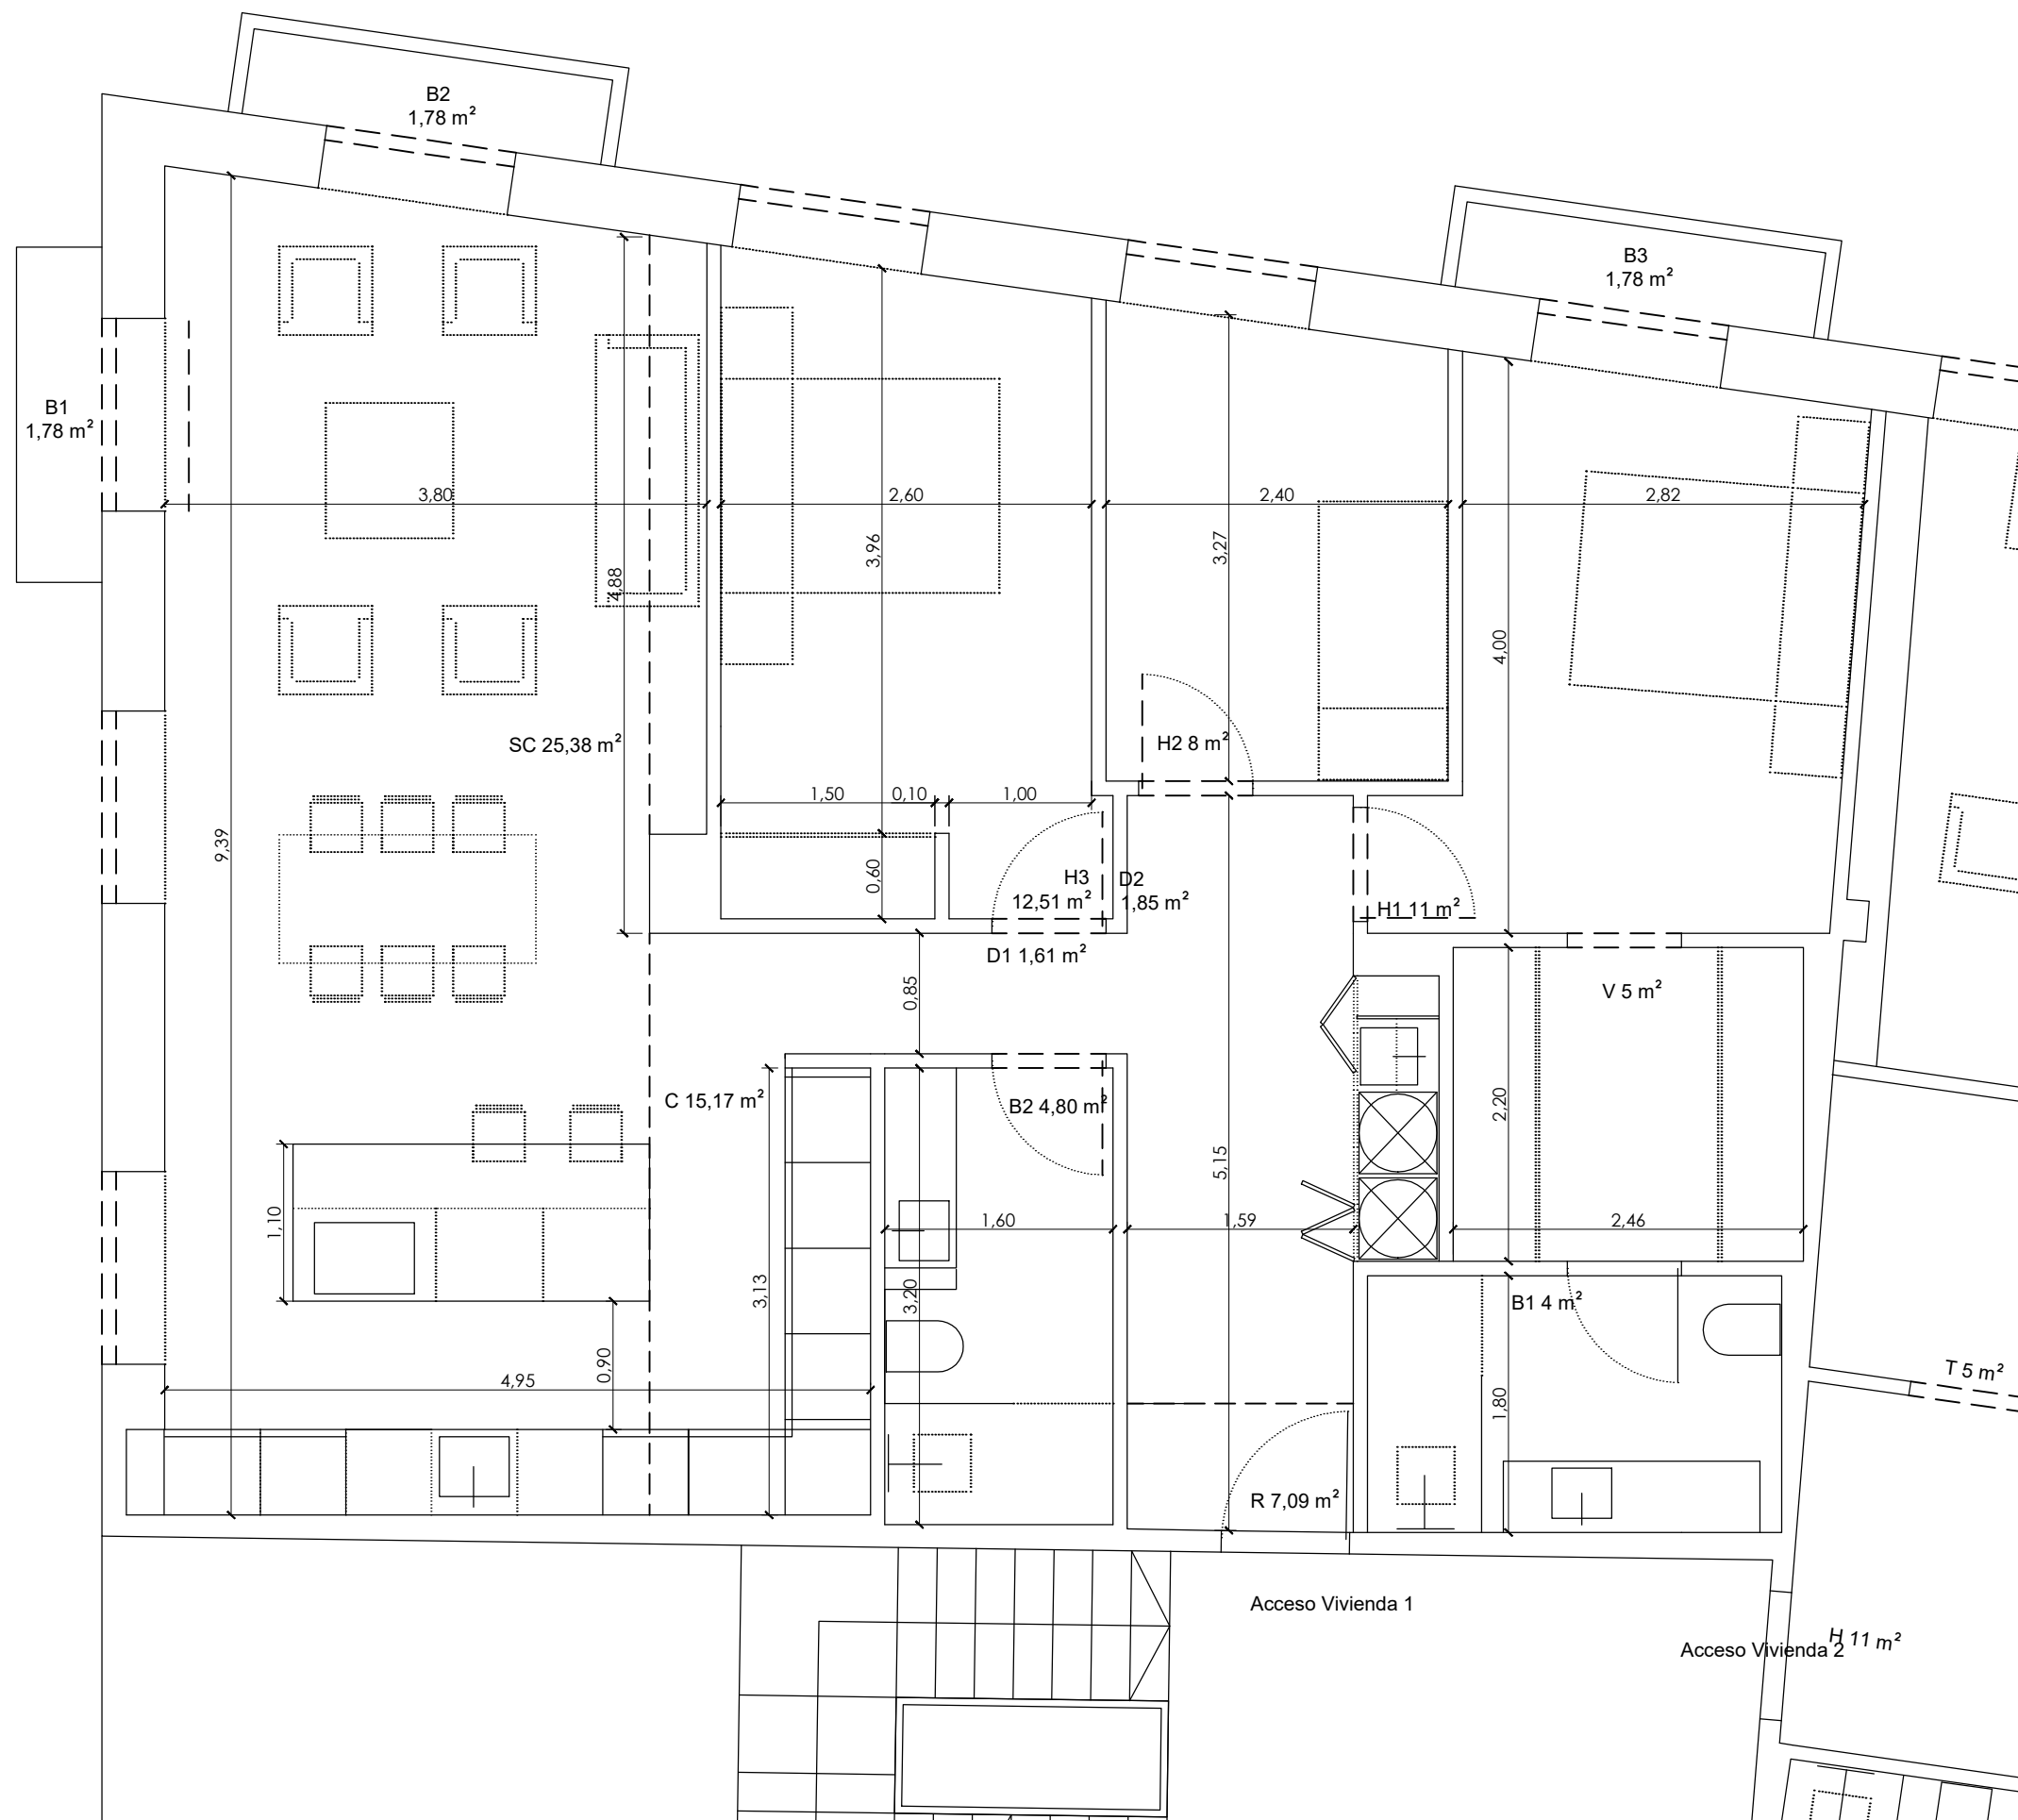 B2
1,78 m²
B3
1,78 m²
B1
1,78 m²
3,80
2,60
2,40
2,82
3,96
3,27
4,88
4,00
SC 25,38 m²
H2 8 m²
1,50
0,10
1,00
9,39
0,60
H3
12,51 m²
D2
1,85 m²
H1 11 m²
D1 1,61 m²
0,85
V 5 m²
C 15,17 m²
B2 4,80 m²
2,20
5,15
1,10
1,60
1,59
2,46
3,13
3,20
B1 4 m²
0,90
4,95
1,80
T 5 m²
R 7,09 m²
Acceso Vivienda 1
Acceso Vivienda 2
H 11 m²